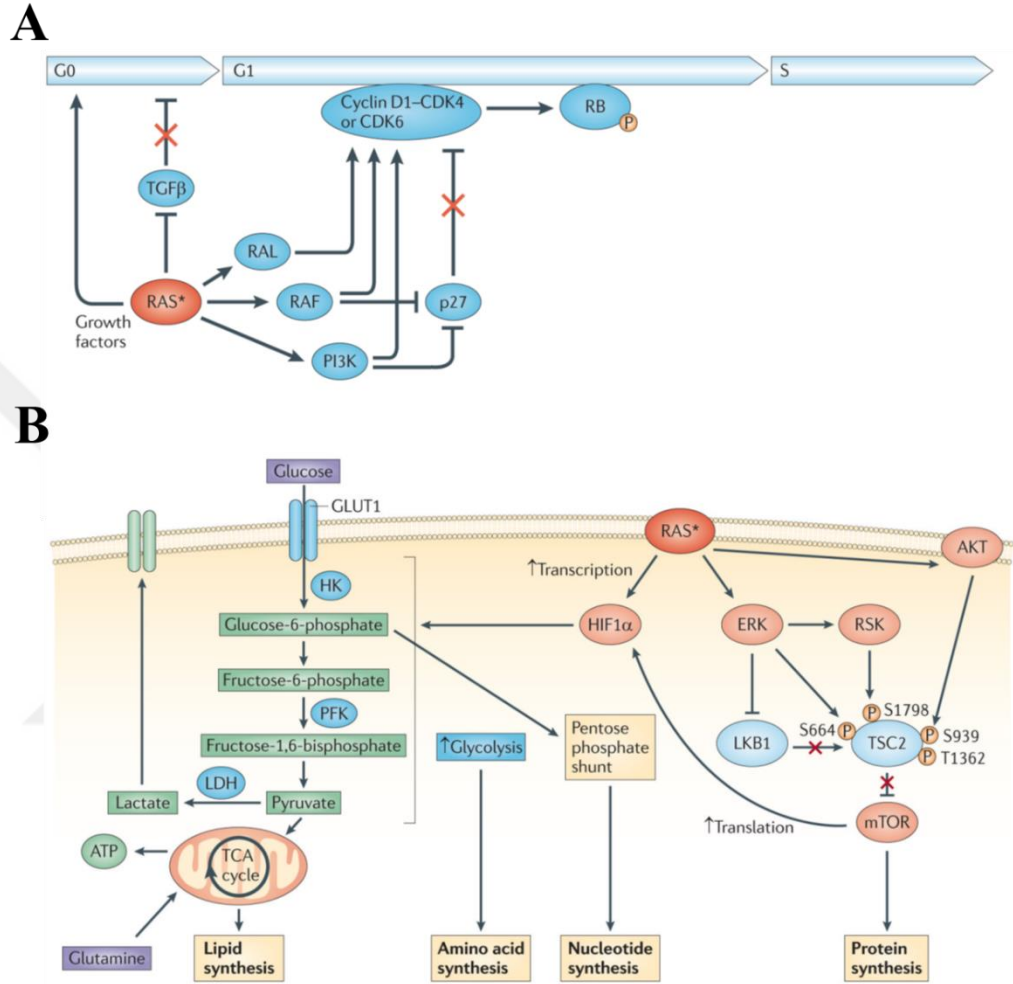 A
G0
G1
S
Cyclin D1–CDK4
or CDK6
RB
P
TGFβ
RAL
RAS*
RAF
p27
Growth
factors
PI3K
B
Glucose
GLUT1
RAS*
AKT
↑Transcription
HK
Glucose-6-phosphate
HIF1α
ERK
RSK
Fructose-6-phosphate
PFK
P
S1798
S664
P
P
S939
Pentose
phosphate
shunt
Fructose-1,6-bisphosphate
↑Glycolysis
LKB1
TSC2
P
T1362
LDH
Lactate
Pyruvate
↑Translation
mTOR
ATP
TCA
cycle
Glutamine
Lipid
synthesis
Amino acid
synthesis
Nucleotide
synthesis
Protein
synthesis